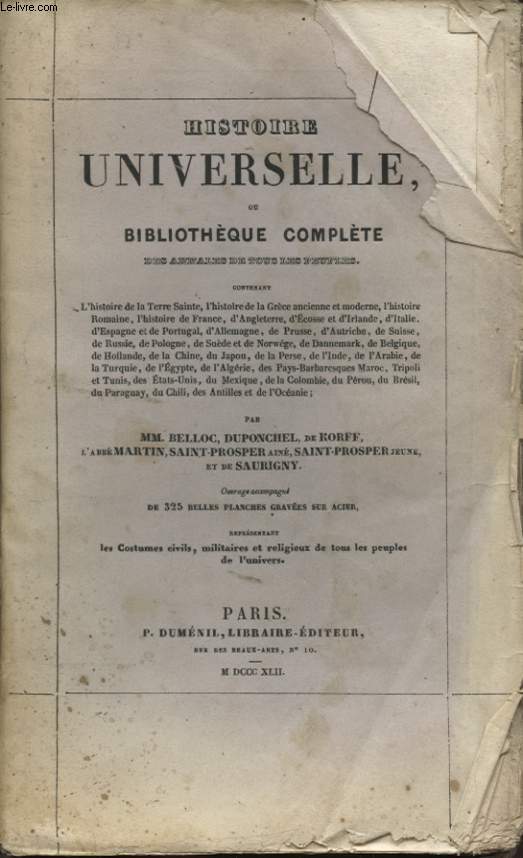 Le-livre.com
HISTOIRE
UNIVERSELLE,
OU
BIBLIOTHÈQUE COMPLÈTE
DES ANNALES DE TOUS LES PEUPLES.
CONTENANT
L'histoire de la Terre Sainte, l'histoire de la Grèce ancienne et moderne, l'histoire
Romaine, l'histoire de France, d'Angleterre, d'Écosse et d'Irlande, d'Italie,
d'Espagne et de Portugal, d'Allemagne, de Prusse, d'Autriche, de Suisse,
de Russie, de Pologne, de Suède et de Norwége, de Dannemark, de Belgique,
de Hollande, de la Chine, du Japon, de la Perse, de l'Inde, de l'Arabie, de
la Turquie, de l'Égypte, de l'Algérie, des Pays-Barbaresques Maroc, Tripoli
et Tunis, des États-Unis, du Mexique, de la Colombie, du Pérou, du Brésil,
du Paraguay, du Chili, des Antilles et de l'Océanie;
PAR
MM. BELLOC, DUPONCHEL, DE KORFF,
L'ABBÉ MARTIN, SAINT-PROSPER AINÉ, SAINT-PROSPER JEUNE,
ET DE SAURIGNY.
Ouvrage accompagné
DE 325 BELLES PLANCHES GRAVÉES SUR ACIER,
REPRÉSENTANT
les Costumes civils, militaires et religieux de tous les peuples
de l'univers.
PARIS.
P. DUMÉNIL, LIBRAIRE-ÉDITEUR,
RUE DES BEAUX-ARTS, N° 10.
M DCCC XLII.